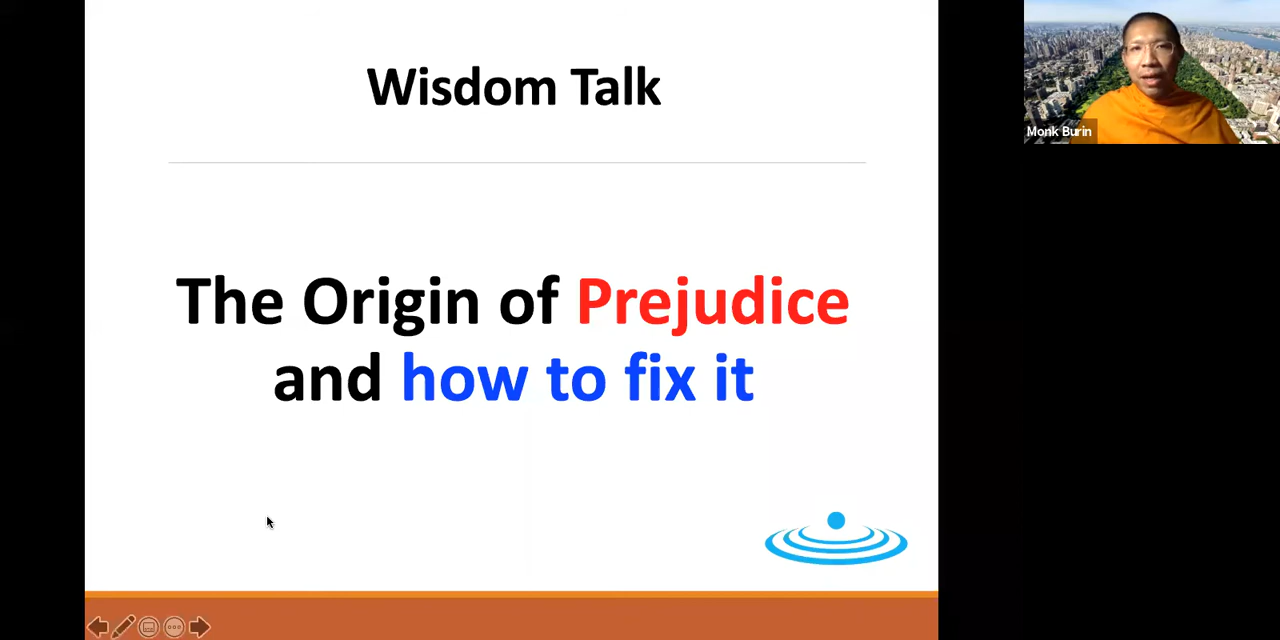 Wisdom Talk
The Origin of Prejudice
and how to fix it
Monk Burin